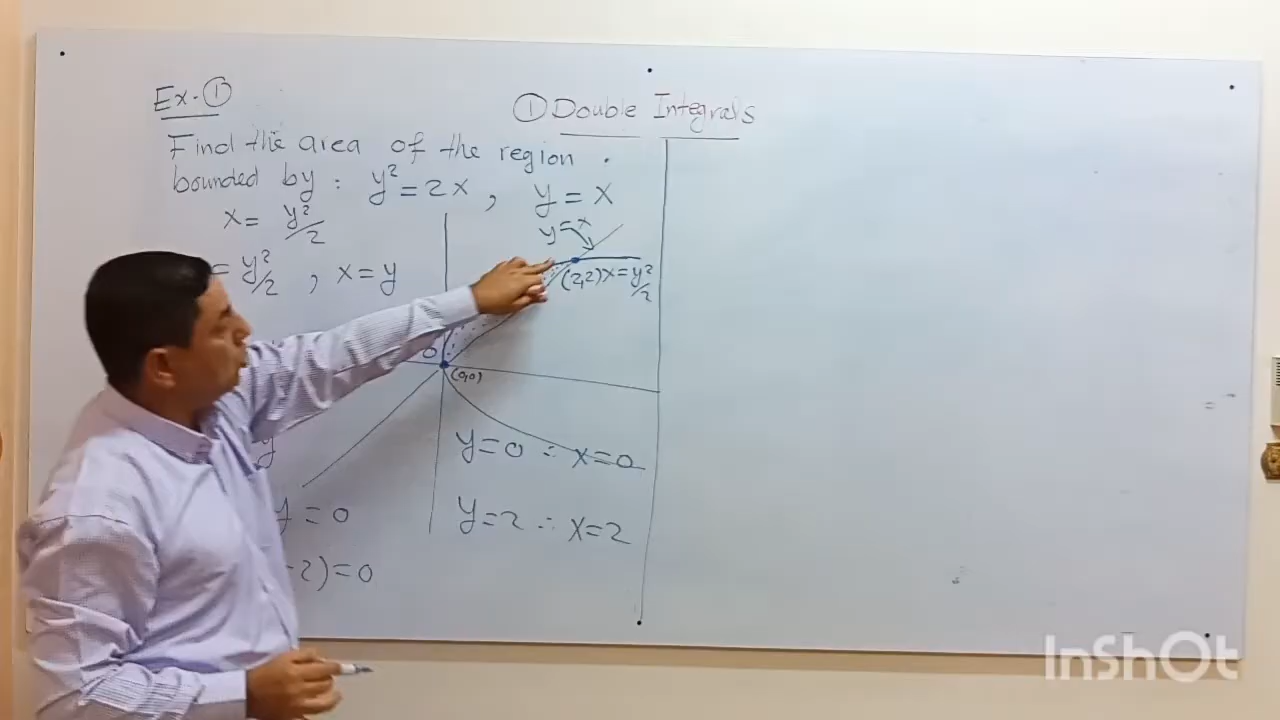 Ex. ①
① Double Integrals
Find the area of the region .
bounded by : y² = 2x , y = x
x = y²/2
y = x
= y²/2 , x = y
(2,2) x = y²/2
0
(0,0)
y
y = 0 ∴ x = 0
y = 0
y = 2 ∴ x = 2
-2) = 0
InShOt